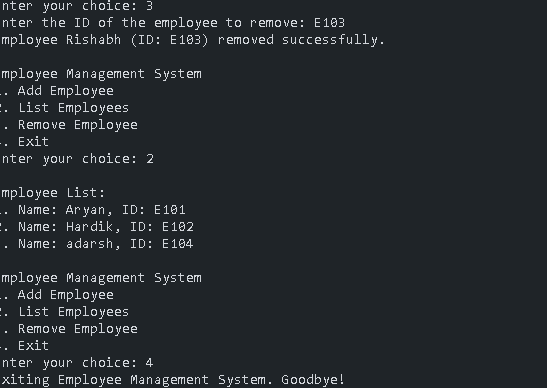 nter your choice: 3
nter the ID of the employee to remove: E103
mployee Rishabh (ID: E103) removed successfully.
mployee Management System
. Add Employee
. List Employees
. Remove Employee
. Exit
nter your choice: 2
mployee List:
. Name: Aryan, ID: E101
. Name: Hardik, ID: E102
. Name: adarsh, ID: E104
mployee Management System
. Add Employee
. List Employees
. Remove Employee
. Exit
nter your choice: 4
xiting Employee Management System. Goodbye!